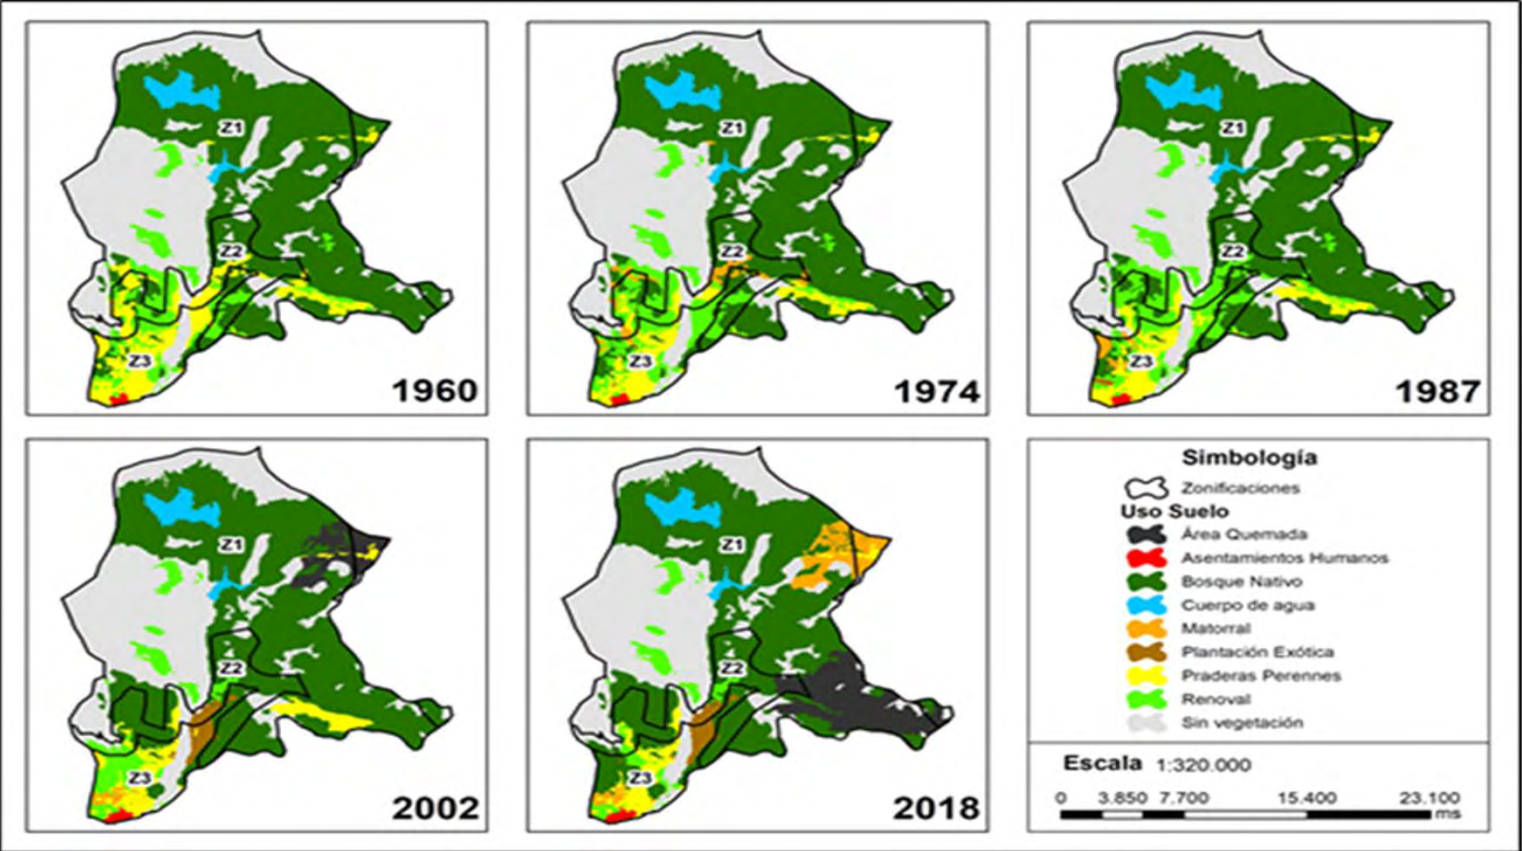 Z1
Z2
Z3
1960
Z1
Z2
Z3
1974
Z1
Z2
Z3
1987
Z1
Z2
Z3
2002
Z1
Z2
Z3
2018
Simbología
Zonificaciones
Uso Suelo
Área Quemada
Asentamientos Humanos
Bosque Nativo
Cuerpo de agua
Matorral
Plantación Exótica
Praderas Perennes
Renoval
Sin vegetación
Escala 1:320.000
0 3.850 7.700 15.400 23.100
ms